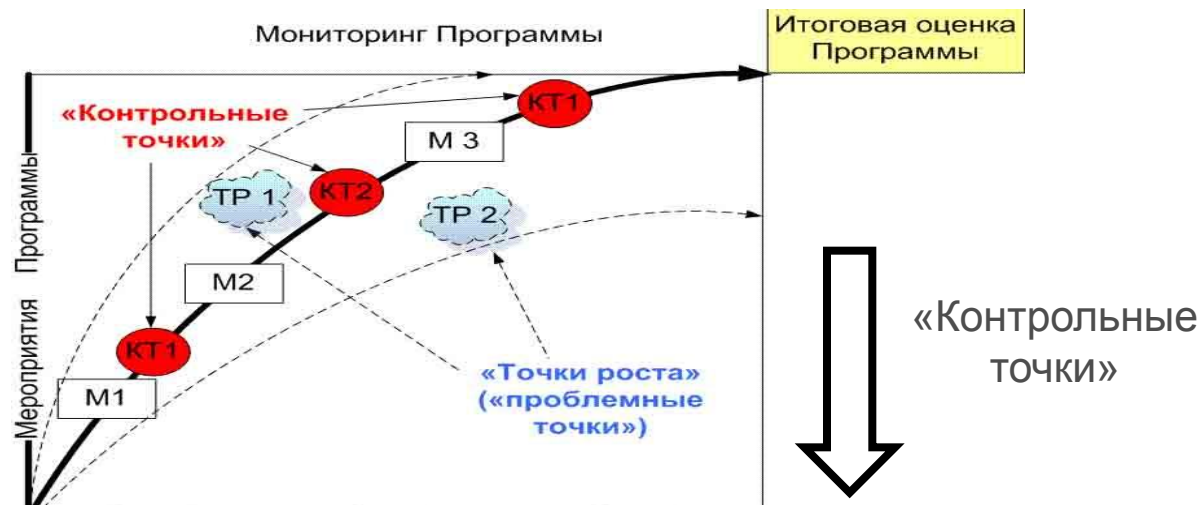 Мониторинг Программы
Итоговая оценка
Программы
«Контрольные
точки»
КТ1
М 3
КТ2
ТР 1
ТР 2
М2
КТ1
М1
Мероприятия Программы
«Точки роста»
(«проблемные
точки»)
«Контрольные
точки»